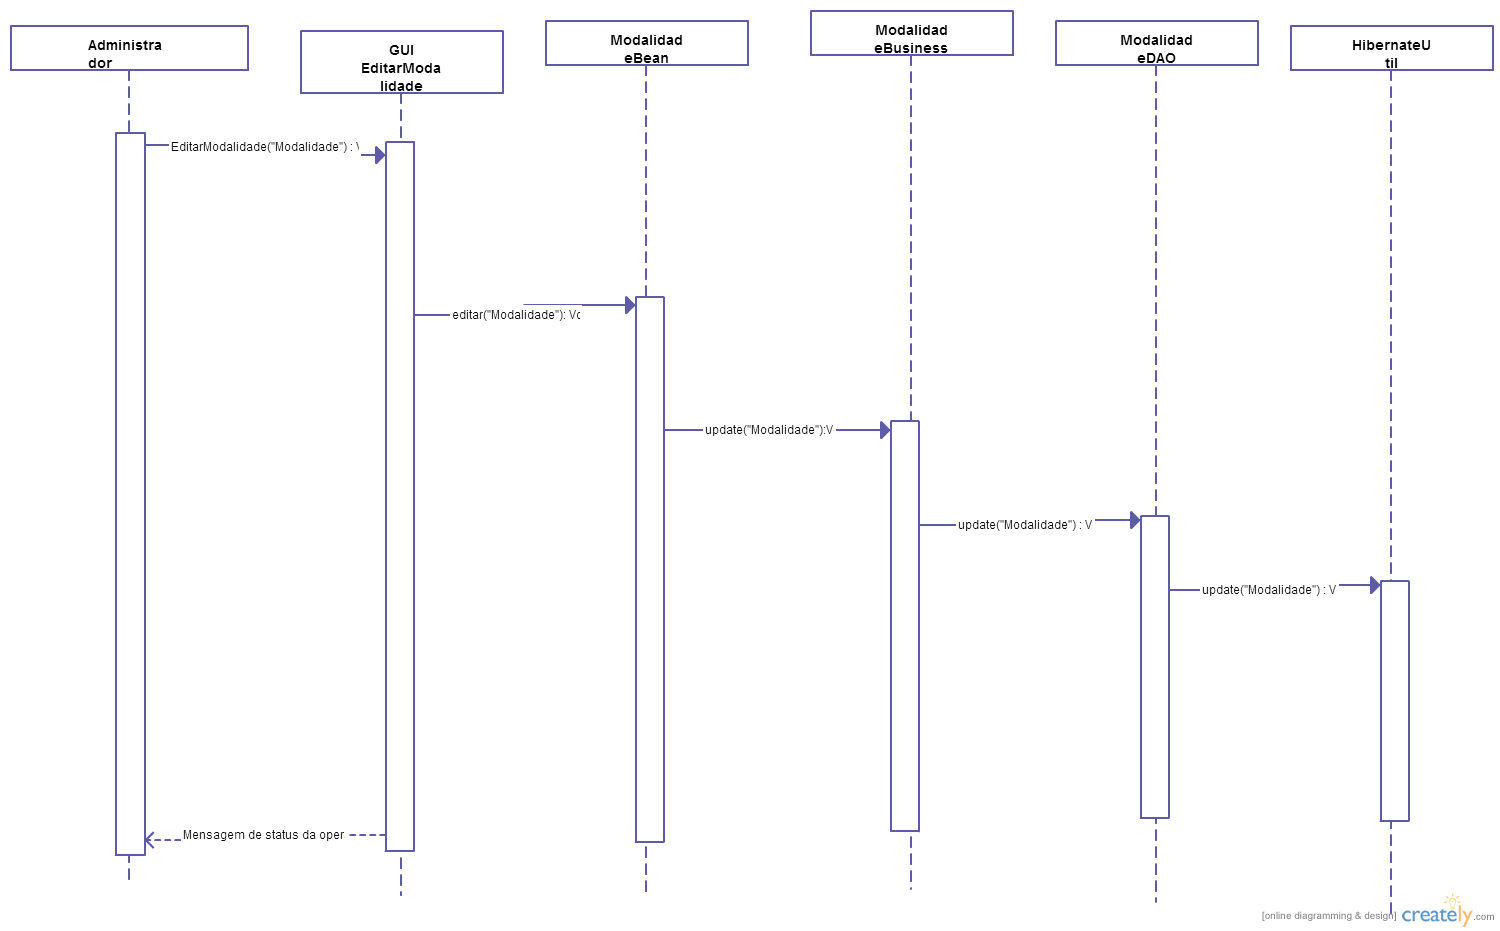 Administra
dor
GUI
EditarModa
lidade
Modalidad
eBean
Modalidad
eBusiness
Modalidad
eDAO
HibernateU
til
EditarModalidade("Modalidade") : \
editar("Modalidade"): Vc
update("Modalidade"):V
update("Modalidade") : V
update("Modalidade") : V
Mensagem de status da oper
[online diagramming & design] creately.com